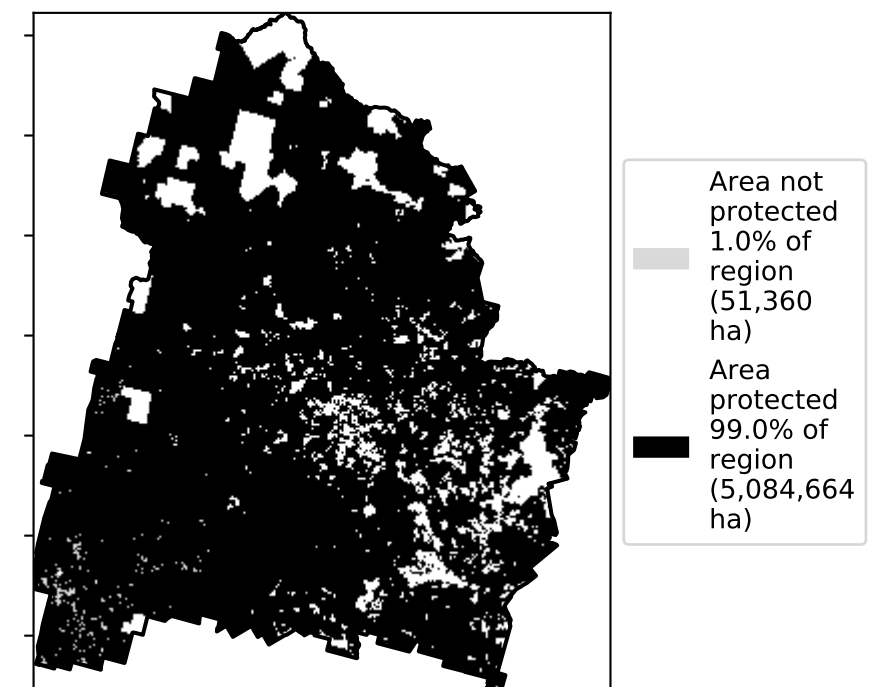 Area not
protected
1.0% of
region
(51,360
ha)
Area
protected
99.0% of
region
(5,084,664
ha)